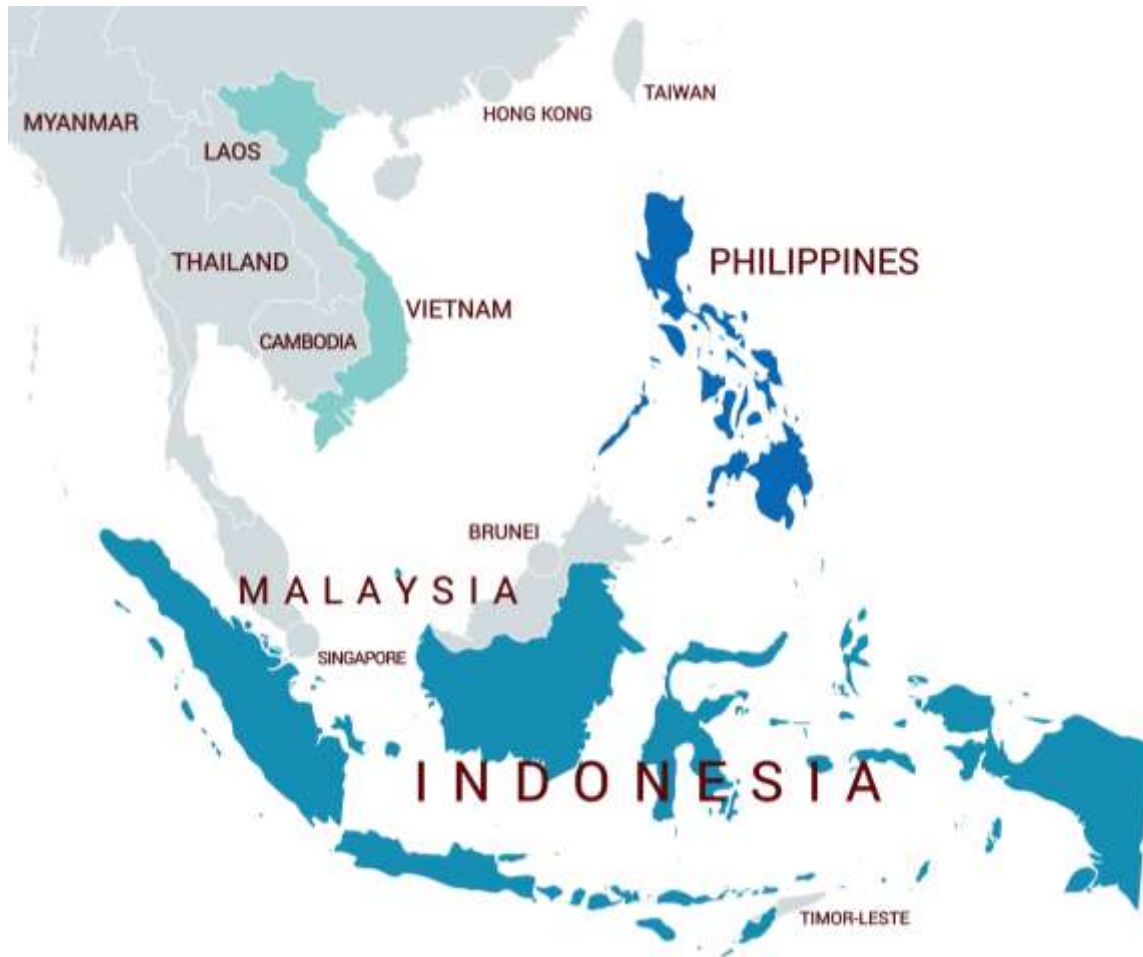 TAIWAN
HONG KONG
MYANMAR
LAOS
THAILAND
PHILIPPINES
VIETNAM
CAMBODIA
BRUNEI
MALAYSIA
SINGAPORE
INDONESIA
TIMOR-LESTE